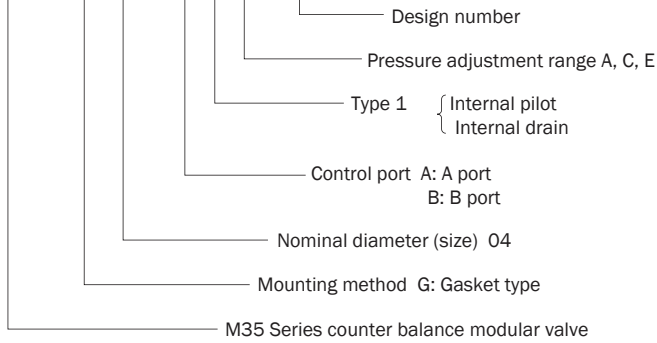 Design number
Pressure adjustment range A, C, E
Type 1 Internal pilot
Internal drain
Control port A: A port
B: B port
Nominal diameter (size) 04
Mounting method G: Gasket type
M35 Series counter balance modular valve